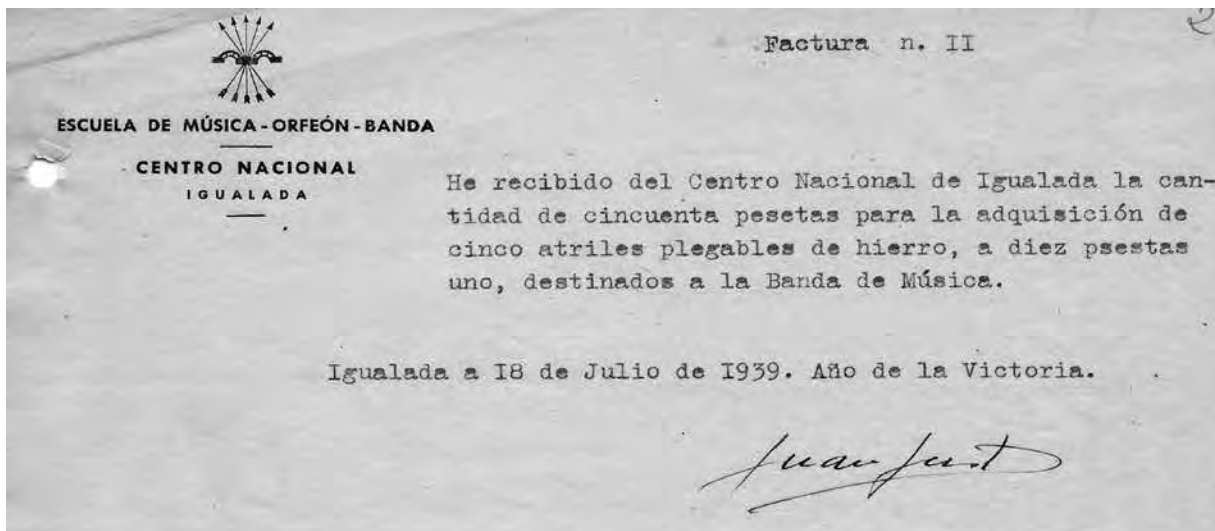 Factura n. II
ESCUELA DE MÚSICA-ORFEÓN-BANDA
CENTRO NACIONAL
IGUALADA
He recibido del Centro Nacional de Igualada la can-
tidad de cincuenta pesetas para la adquisición de
cinco atriles plegables de hierro, a diez psestas
uno, destinados a la Banda de Música.
Igualada a I8 de Julio de I939. Año de la Victoria.
Juan Just